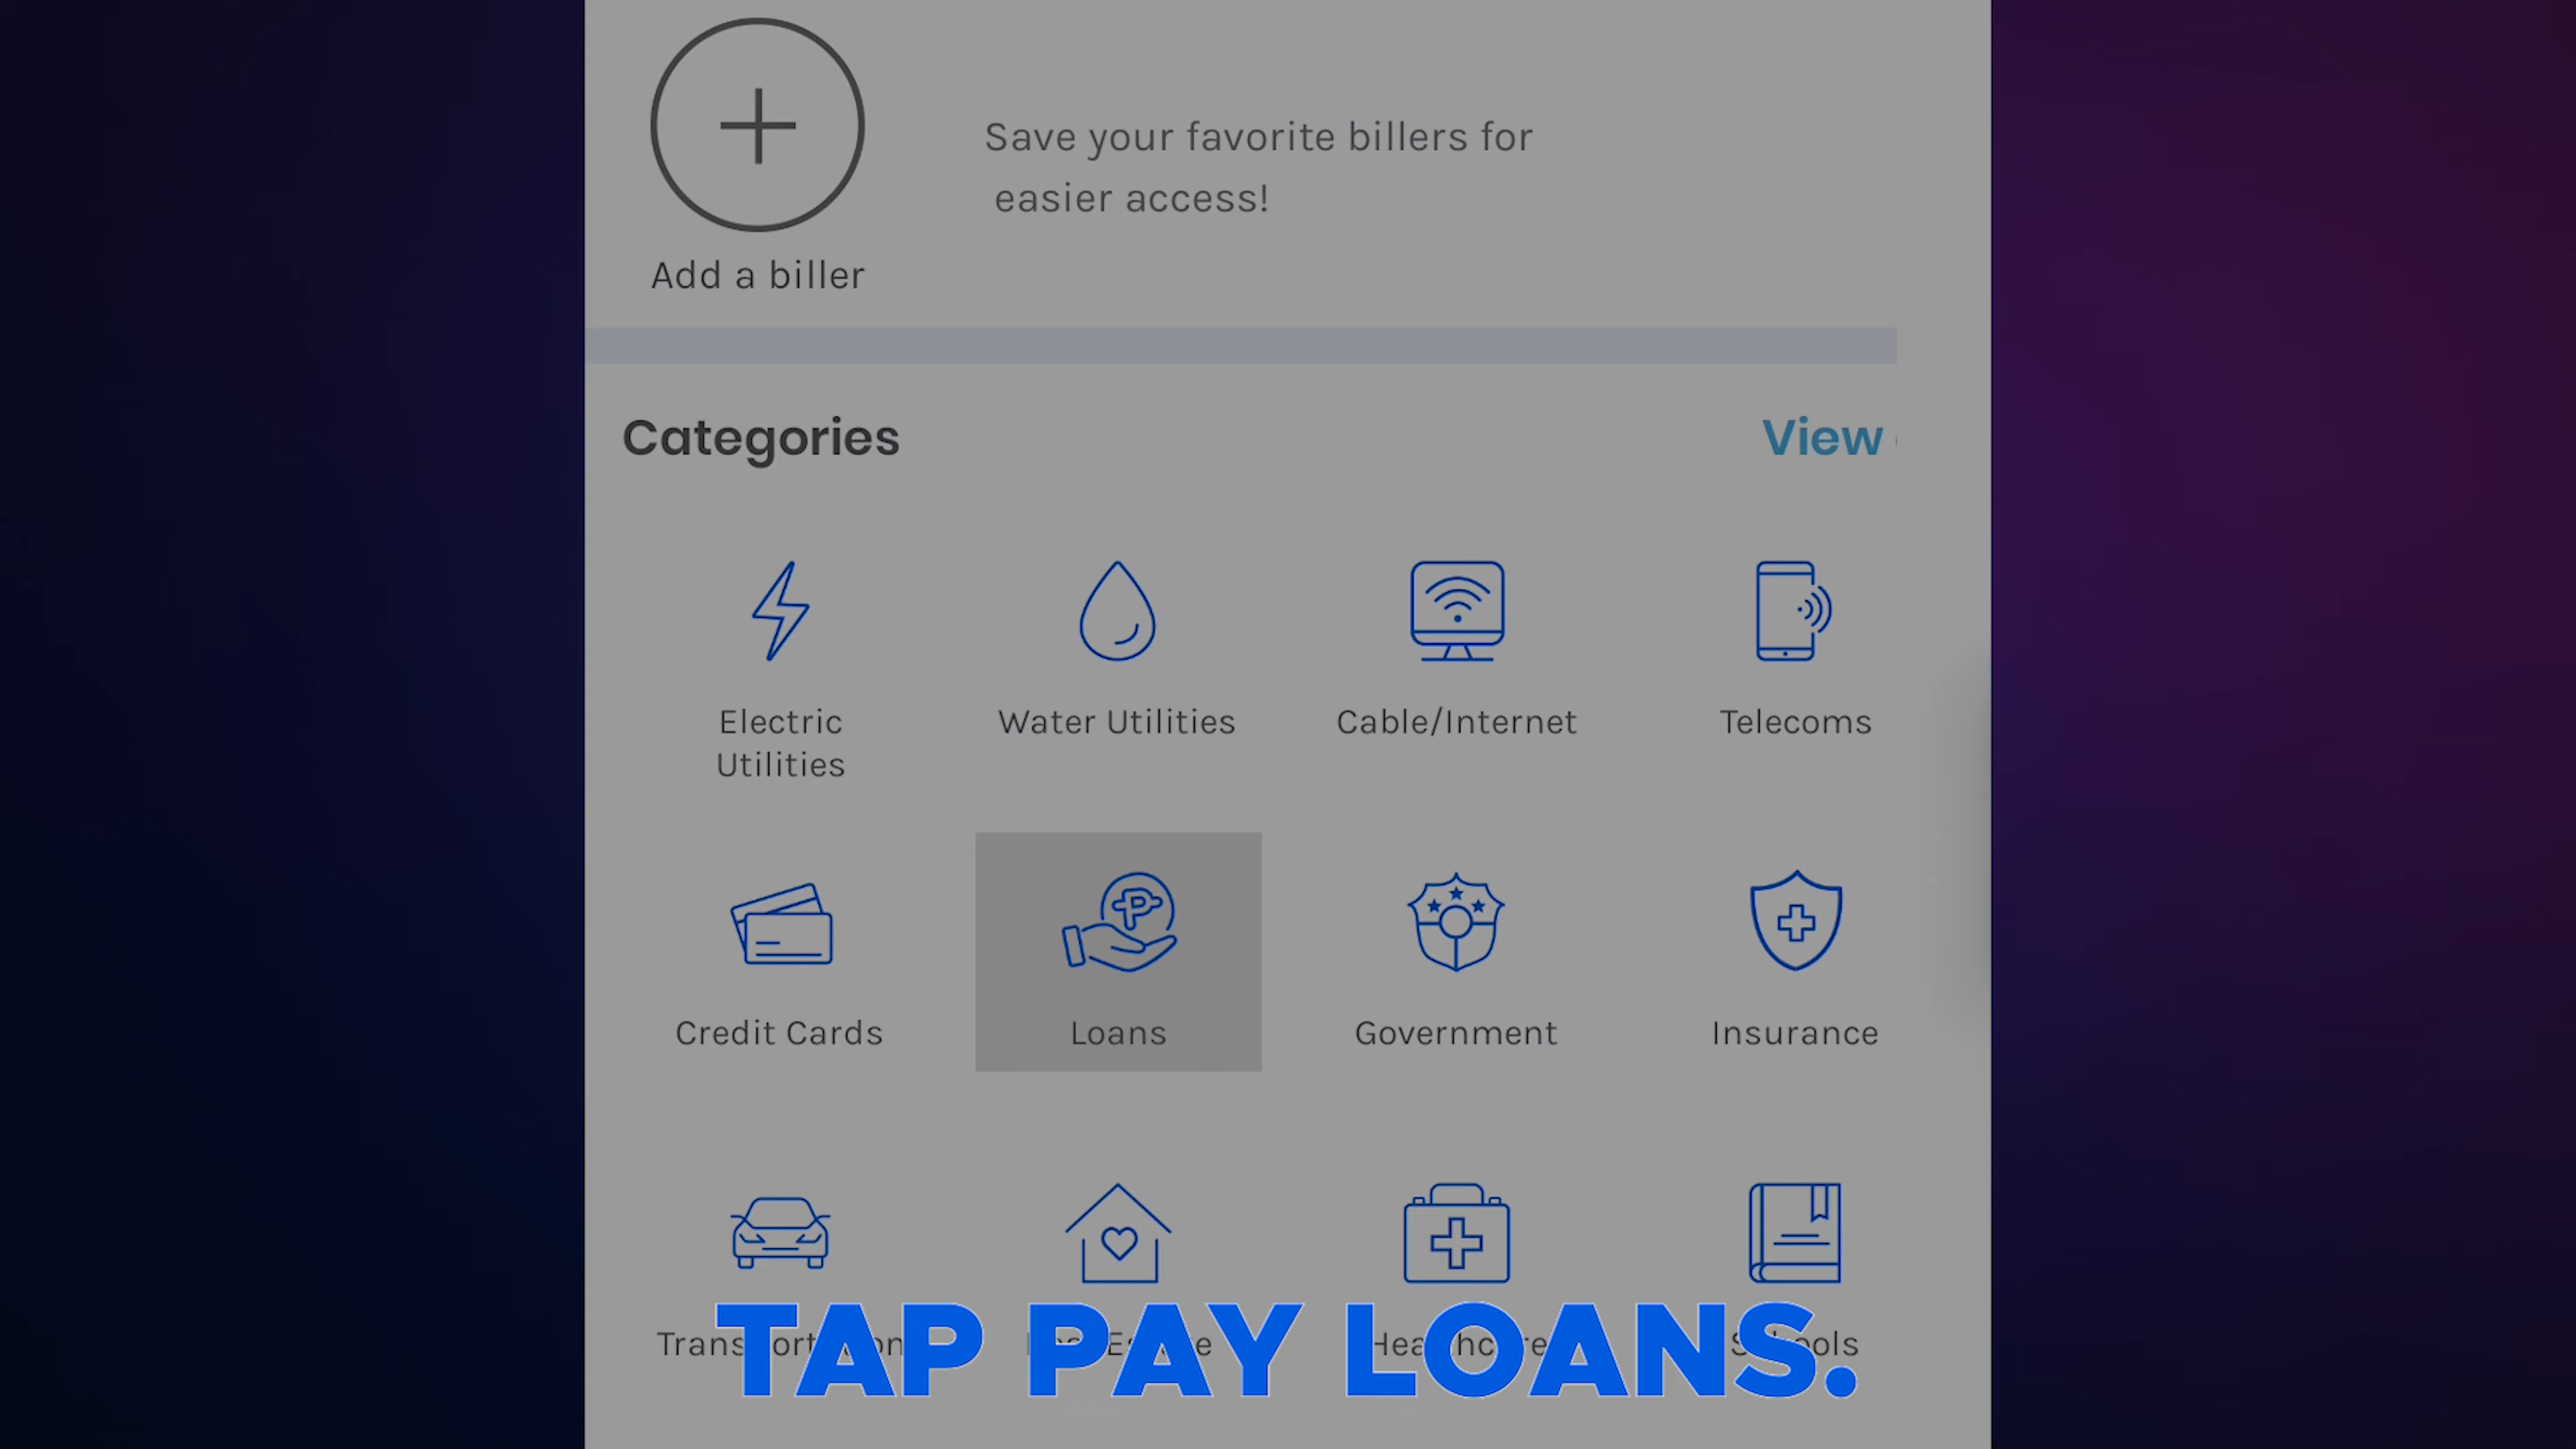 Save your favorite billers for
easier access!
Add a biller
Categories
View
Electric
Utilities
Water Utilities
Cable/Internet
Telecoms
Credit Cards
Loans
Government
Insurance
TAP PAY LOANS.